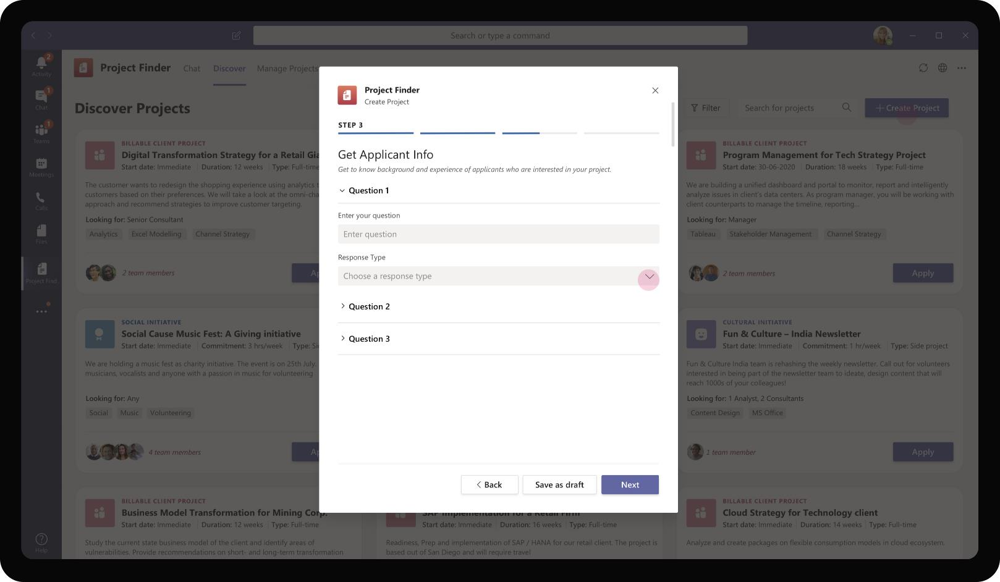 Search or type a command
2
Activity
1
Chat
1
Teams
Meetings
Calls
Files
Project Find..
Help
Project Finder
Chat
Discover
Manage Projects
Discover Projects
Filter
Search for projects
Create Project
BILLABLE CLIENT PROJECT
Digital Transformation Strategy for a Retail Gia
Start date: Immediate
Duration: 12 weeks
Type: Full-time
The customer wants to redesign the shopping experience using analytics t
customers based on their preferences. We will take a look at the omni-cha
approach and recommend strategies to improve customer targeting.
Looking for: Senior Consultant
Analytics
Excel Modelling
Channel Strategy
2 team members
Ap
BILLABLE CLIENT PROJECT
Program Management for Tech Strategy Project
Start date: 30-06-2020
Duration: 18 weeks
Type: Full-time
We are building a unified dashboard and portal to monitor, report and intelligently
analyze issues in client's data centers. As program manager, you will be working with
client counterparts to manage the timeline, reporting...
Looking for: Manager
Tableau
Stakeholder Management
Channel Strategy
2 team members
Apply
SOCIAL INITIATIVE
Social Cause Music Fest: A Giving initiative
Start date: Immediate
Commitment: 3 hrs/week
Type: Si
We are holding a music fest as charity initiative. The event is on 25th July.
musicians, vocalists and anyone with a passion in music for volunteering
Looking for: Any
Social
Music
Volunteering
4 team members
Ap
CULTURAL INITIATIVE
Fun & Culture – India Newsletter
Start date: Immediate
Commitment: 1 hr/week
Type: Side project
Fun & Culture India team is rehashing the weekly newsletter. Call out for volunteers
interested in being part of the newsletter team to ideate, design content that will
reach 1000s of your colleagues!
Looking for: 1 Analyst, 2 Consultants
Content Design
MS Office
1 team member
Apply
BILLABLE CLIENT PROJECT
Business Model Transformation for Mining Corp.
Start date: Immediate
Duration: 12 weeks
Type: Full-time
Study the current state business model of the client and identify areas of
vulnerabilities. Provide recommendations on short- and long-term transformation
SAP Implementation for a Retail Firm
Start date: Immediate
Duration: 16 weeks
Type: Full-time
Readiness, Prep and implementation of SAP / HANA for our retail client. The project is
based out of San Diego and will require travel
BILLABLE CLIENT PROJECT
Cloud Strategy for Technology client
Start date: Immediate
Duration: 14 weeks
Type: Full-time
Analyze and create packages on flexible consumption models in cloud ecosystem.
Project Finder
Create Project
STEP 3
Get Applicant Info
Get to know background and experience of applicants who are interested in your project.
Question 1
Enter your question
Enter question
Response Type
Choose a response type
Question 2
Question 3
Back
Save as draft
Next